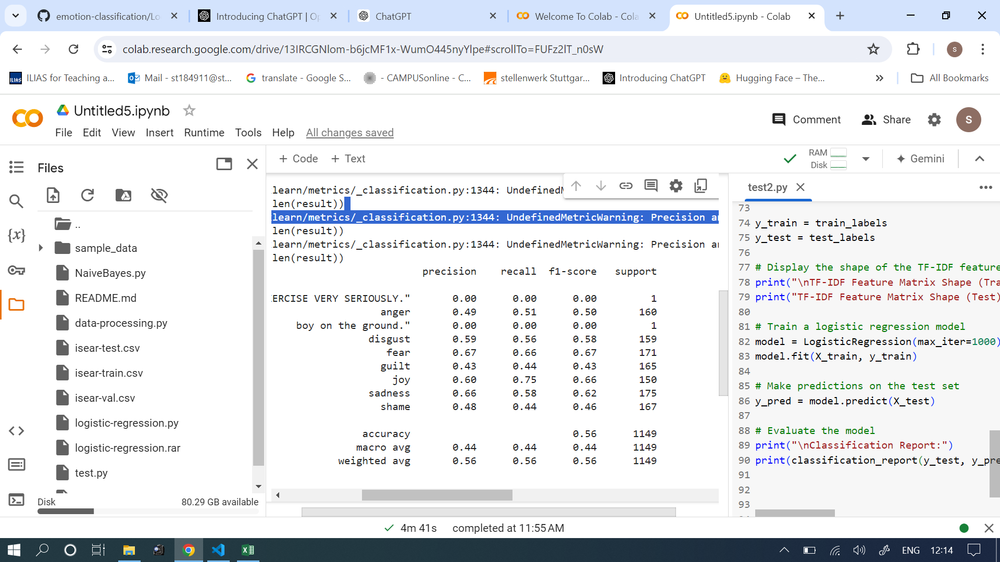 emotion-classification/Lo
Introducing ChatGPT | Op
ChatGPT
Welcome To Colab - Cola
Untitled5.ipynb - Colab
colab.research.google.com/drive/13IRCGNlom-b6jcMF1x-WumO445nyYlpe#scrollTo=FUFz2lT_n0sW
S
ILIAS for Teaching a...
Mail - st184911@st...
translate - Google S...
- CAMPUSonline - C...
stellenwerk Stuttgar...
Introducing ChatGPT
Hugging Face – The...
All Bookmarks
Untitled5.ipynb
File Edit View Insert Runtime Tools Help All changes saved
Comment
Share
S
Files
+ Code + Text
RAM
Disk
Gemini
..
sample_data
NaiveBayes.py
README.md
data-processing.py
isear-test.csv
isear-train.csv
isear-val.csv
logistic-regression.py
logistic-regression.rar
test.py
Disk 80.29 GB available
learn/metrics/_classification.py:1344: UndefinedM
len(result))
learn/metrics/_classification.py:1344: UndefinedMetricWarning: Precision an
len(result))
learn/metrics/_classification.py:1344: UndefinedMetricWarning: Precision an
len(result))
precision recall f1-score support
ERCISE VERY SERIOUSLY." 0.00 0.00 0.00 1
anger 0.49 0.51 0.50 160
boy on the ground." 0.00 0.00 0.00 1
disgust 0.59 0.56 0.58 159
fear 0.67 0.66 0.67 171
guilt 0.43 0.44 0.43 165
joy 0.60 0.75 0.66 150
sadness 0.66 0.58 0.62 175
shame 0.48 0.44 0.46 167
accuracy 0.56 1149
macro avg 0.44 0.44 0.44 1149
weighted avg 0.56 0.56 0.56 1149
test2.py
73
74 y_train = train_labels
75 y_test = test_labels
76
77 # Display the shape of the TF-IDF feature
78 print("\nTF-IDF Feature Matrix Shape (Tra
79 print("TF-IDF Feature Matrix Shape (Test)
80
81 # Train a logistic regression model
82 model = LogisticRegression(max_iter=1000)
83 model.fit(X_train, y_train)
84
85 # Make predictions on the test set
86 y_pred = model.predict(X_test)
87
88 # Evaluate the model
89 print("\nClassification Report:")
90 print(classification_report(y_test, y_pre
91
92
93
4m 41s completed at 11:55 AM
ENG 12:14